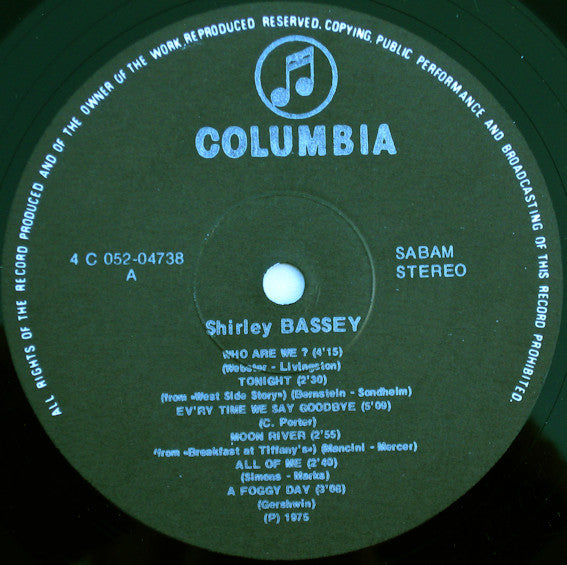 ALL RIGHTS OF THE RECORD PRODUCED AND OF THE OWNER OF THE WORK REPRODUCED RESERVED. COPYING, PUBLIC PERFORMANCE AND BROADCASTING OF THIS RECORD PROHIBITED.
COLUMBIA
4 C 052-04738
A
SABAM
STEREO
Shirley BASSEY
WHO ARE WE ? (4'15)
(Webster - Livingston)
TONIGHT (2'30)
(from «West Side Story») (Bernstein - Sondheim)
EV'RY TIME WE SAY GOODBYE (5'09)
(C. Porter)
MOON RIVER (2'55)
(from «Breakfast at Tiffany's») (Mancini - Mercer)
ALL OF ME (2'40)
(Simons - Marks)
A FOGGY DAY (3'08)
(Gershwin)
(P) 1975